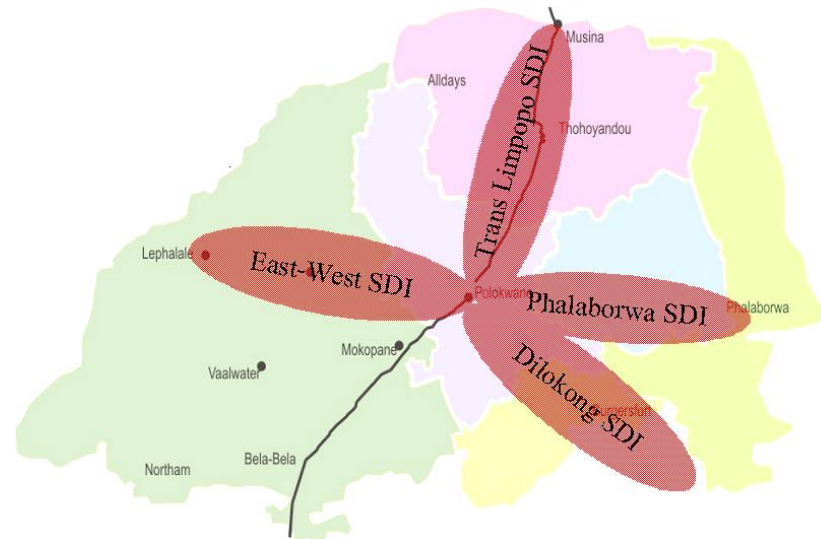 Musina
Alldays
Trans Limpopo SDI
Thohoyandou
Lephalale
East-West SDI
Polokwane
Phalaborwa SDI
Phalaborwa
Mokopane
Vaalwater
Dilokong SDI
Burgersfort
Bela-Bela
Northam